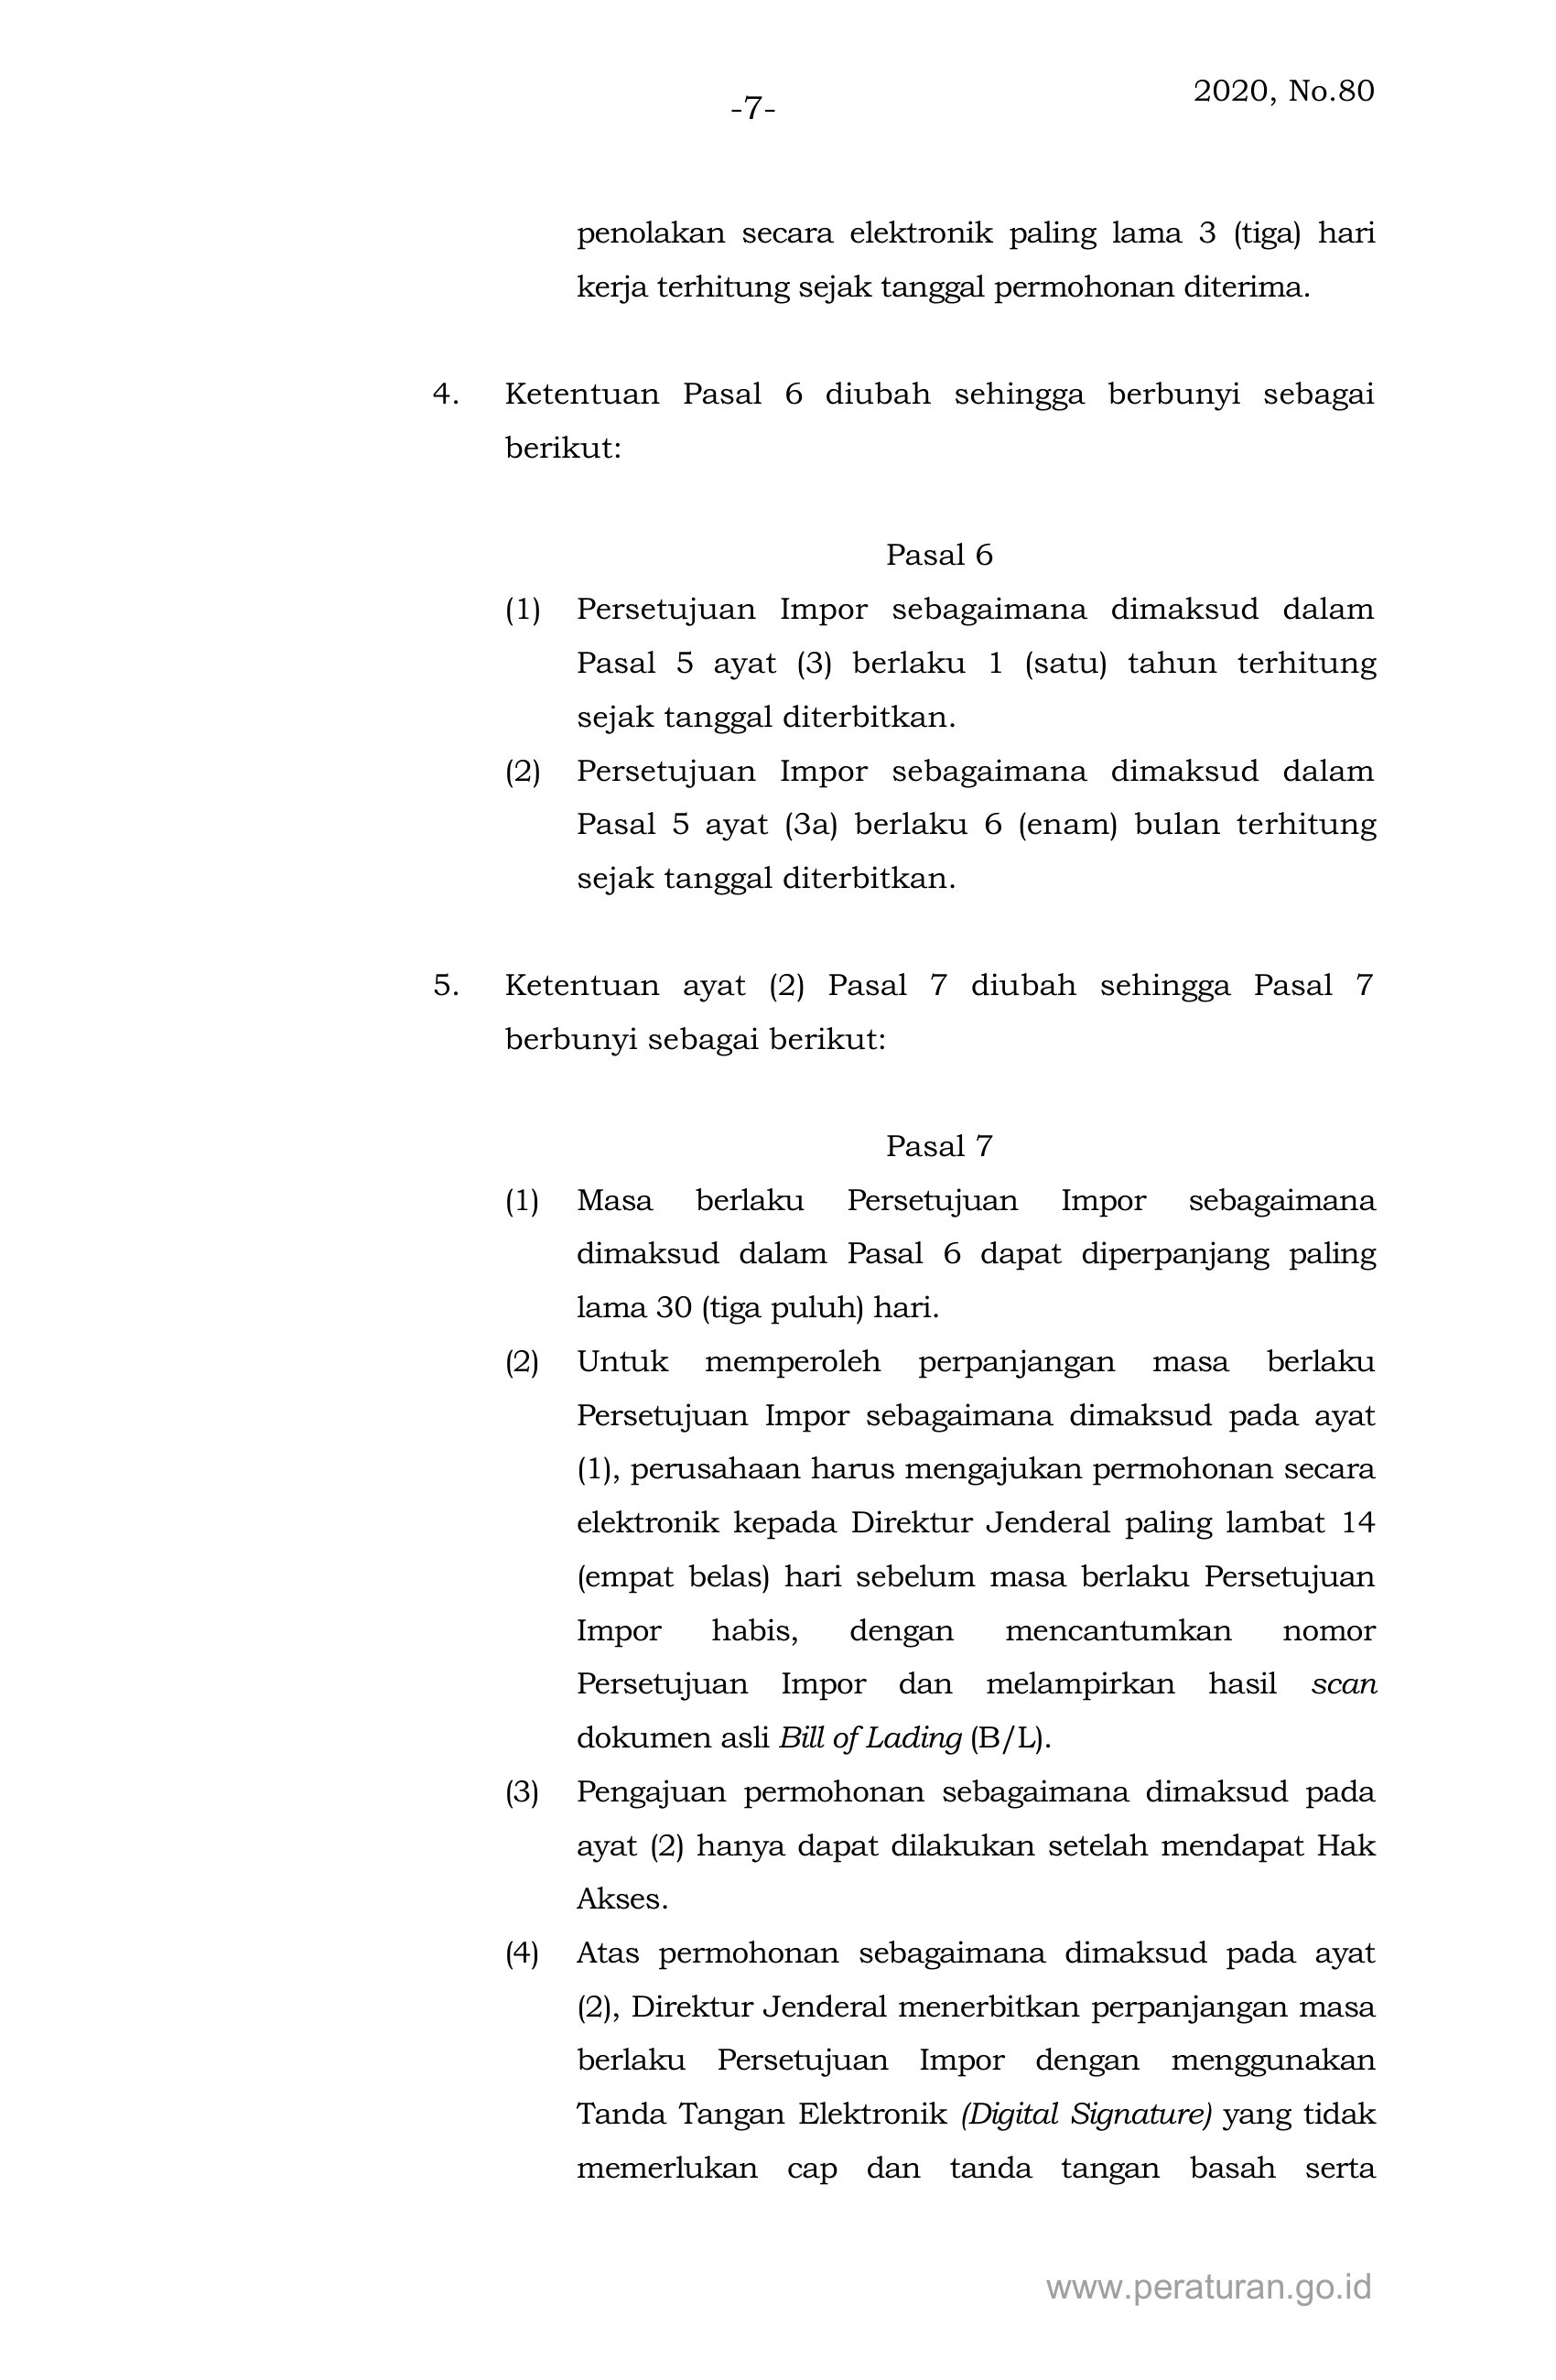 2020, No.80
-7-
penolakan secara elektronik paling lama 3 (tiga) hari
kerja terhitung sejak tanggal permohonan diterima.
4. Ketentuan Pasal 6 diubah sehingga berbunyi sebagai
berikut:
Pasal 6
(1) Persetujuan Impor sebagaimana dimaksud dalam
Pasal 5 ayat (3) berlaku 1 (satu) tahun terhitung
sejak tanggal diterbitkan.
(2) Persetujuan Impor sebagaimana dimaksud dalam
Pasal 5 ayat (3a) berlaku 6 (enam) bulan terhitung
sejak tanggal diterbitkan.
5. Ketentuan ayat (2) Pasal 7 diubah sehingga Pasal 7
berbunyi sebagai berikut:
Pasal 7
(1) Masa berlaku Persetujuan Impor sebagaimana
dimaksud dalam Pasal 6 dapat diperpanjang paling
lama 30 (tiga puluh) hari.
(2) Untuk memperoleh perpanjangan masa berlaku
Persetujuan Impor sebagaimana dimaksud pada ayat
(1), perusahaan harus mengajukan permohonan secara
elektronik kepada Direktur Jenderal paling lambat 14
(empat belas) hari sebelum masa berlaku Persetujuan
Impor habis, dengan mencantumkan nomor
Persetujuan Impor dan melampirkan hasil scan
dokumen asli Bill of Lading (B/L).
(3) Pengajuan permohonan sebagaimana dimaksud pada
ayat (2) hanya dapat dilakukan setelah mendapat Hak
Akses.
(4) Atas permohonan sebagaimana dimaksud pada ayat
(2), Direktur Jenderal menerbitkan perpanjangan masa
berlaku Persetujuan Impor dengan menggunakan
Tanda Tangan Elektronik (Digital Signature) yang tidak
memerlukan cap dan tanda tangan basah serta
www.peraturan.go.id